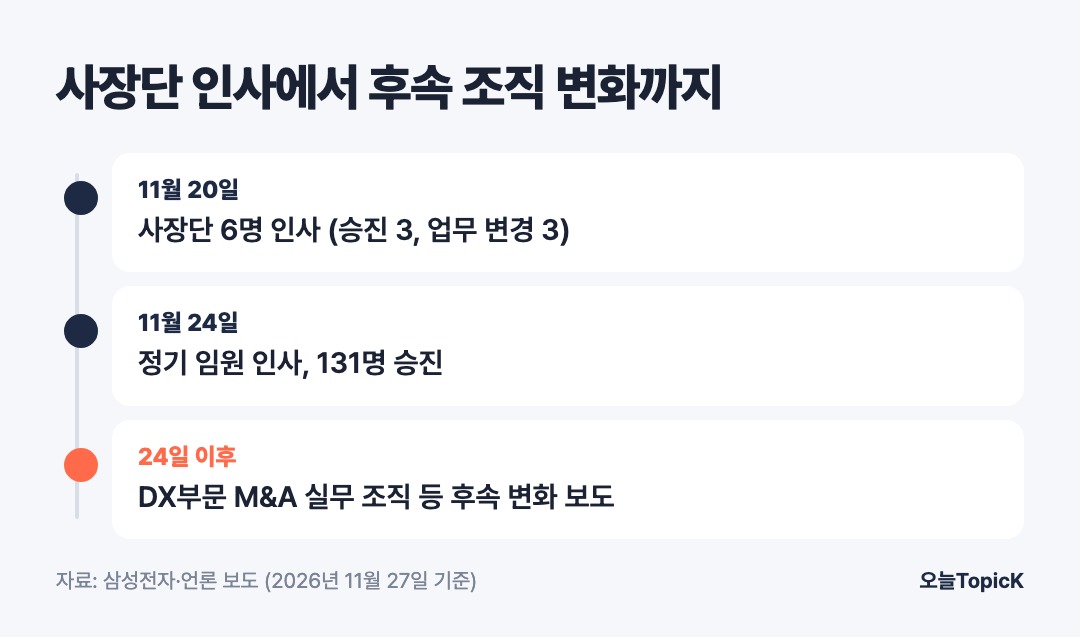 사장단 인사에서 후속 조직 변화까지
11월 20일
사장단 6명 인사 (승진 3, 업무 변경 3)
11월 24일
정기 임원 인사, 131명 승진
24일 이후
DX부문 M&A 실무 조직 등 후속 변화 보도
자료: 삼성전자·언론 보도 (2026년 11월 27일 기준)
오늘TopicK